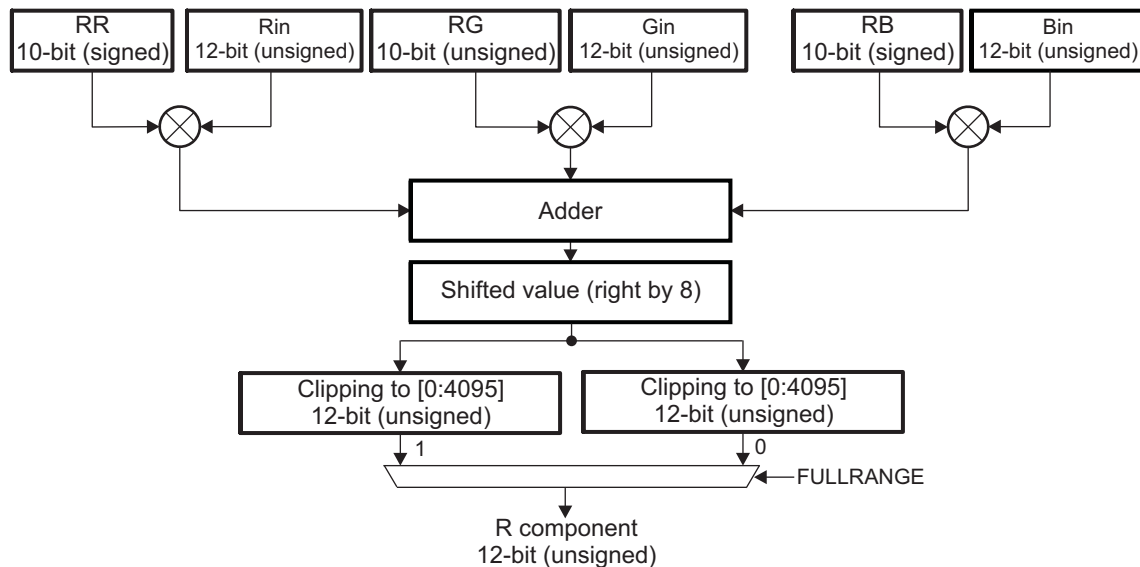 RR
10-bit (signed)
Rin
12-bit (unsigned)
RG
10-bit (unsigned)
Gin
12-bit (unsigned)
RB
10-bit (signed)
Bin
12-bit (unsigned)
Adder
Shifted value (right by 8)
Clipping to [0:4095]
12-bit (unsigned)
Clipping to [0:4095]
12-bit (unsigned)
1
0
FULLRANGE
R component
12-bit (unsigned)